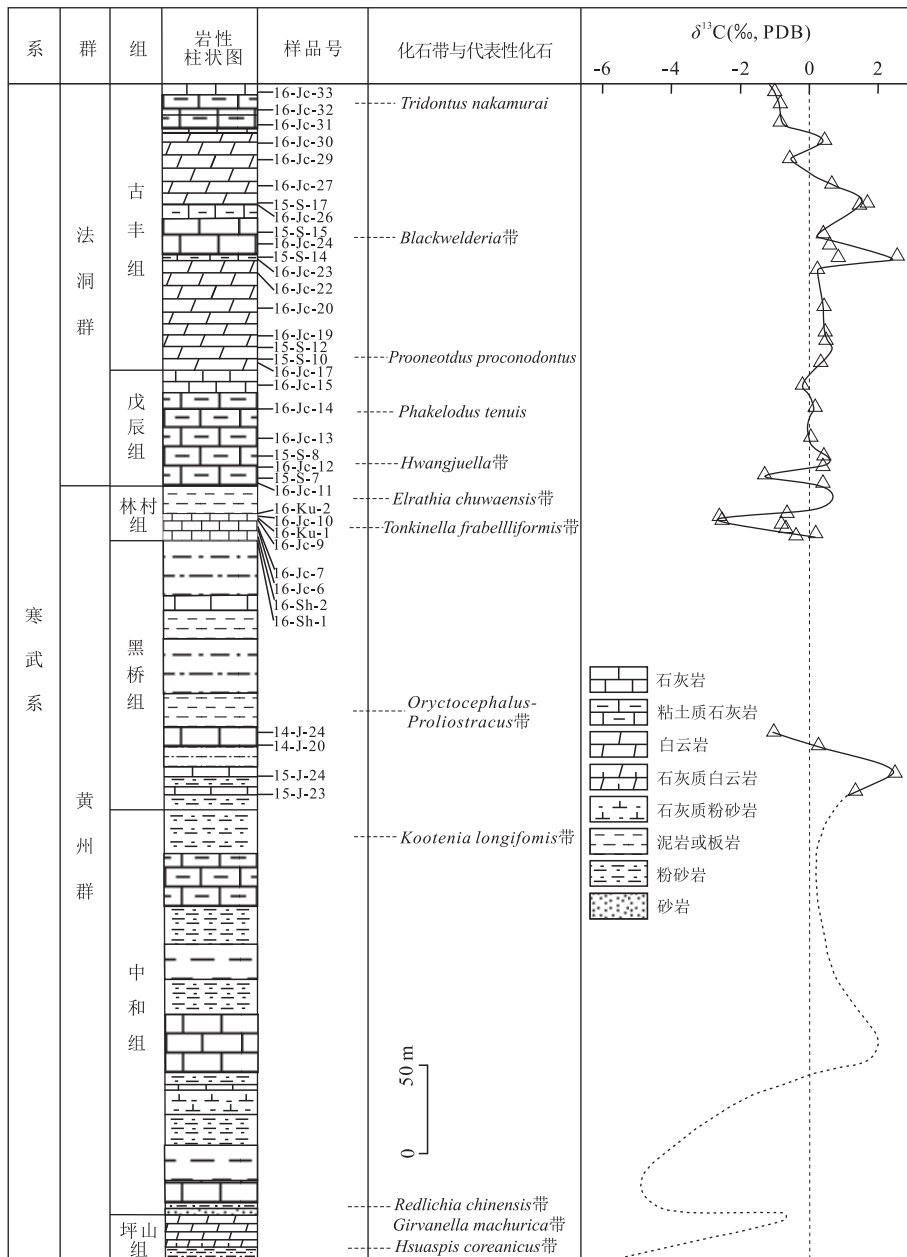 系
群
组
岩性
柱状图
样品号
化石带与代表性化石
δ¹³C(‰, PDB)
-6
-2
0
2
寒武系
法洞群
黄州群
古丰组
戊辰组
林村
组
黑桥组
中和组
坪山
组
16-Jc-33
16-Jc-32
16-Jc-31
16-Jc-30
16-Jc-29
16-Jc-27
15-S-17
16-Jc-26
15-S-15
16-Jc-24
15-S-14
16-Jc-23
16-Jc-22
16-Jc-20
16-Jc-19
15-S-12
15-S-10
16-Jc-17
16-Jc-15
16-Jc-14
16-Jc-13
15-S-8
16-Jc-12
15-S-7
16-Jc-11
16-Ku-2
16-Jc-10
16-Ku-1
16-Jc-9
16-Jc-7
16-Jc-6
16-Sh-2
16-Sh-1
14-J-24
14-J-20
15-J-24
15-J-23
Tridontus nakamurai
Blackwelderia带
Prooneotdus proconodontus
Phakelodus tenuis
Hwangjuella带
Elrathia chuwaensis带
Tonkinella frabellliformis带
Oryctocephalus-
Proliostracus带
Kootenia longifomis带
Redlichia chinensis带
Girvanella machurica带
Hsuaspis coreanicus带
50 m
0
石灰岩
粘土质石灰岩
白云岩
石灰质白云岩
石灰质粉砂岩
泥岩或板岩
粉砂岩
砂岩